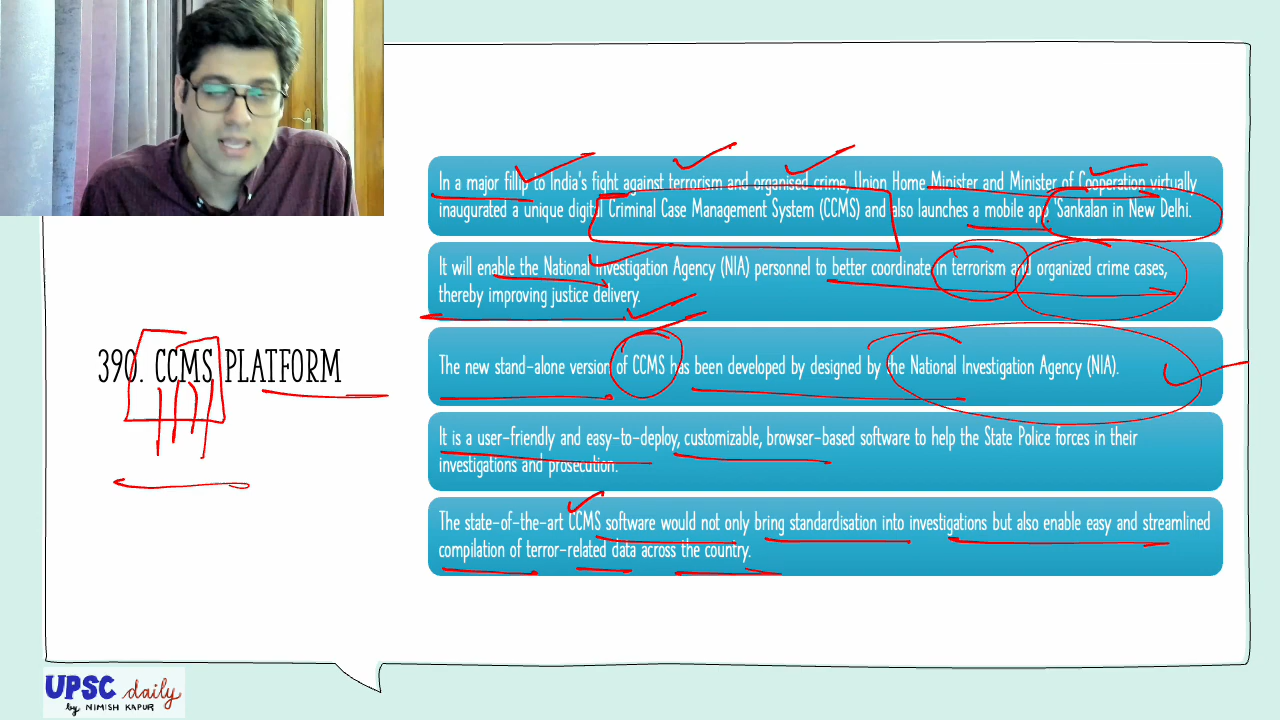 In a major fillip to India's fight against terrorism and organised crime, Union Home Minister and Minister of Cooperation virtually
inaugurated a unique digital Criminal Case Management System (CCMS) and also launches a mobile app 'Sankalan in New Delhi.
It will enable the National Investigation Agency (NIA) personnel to better coordinate in terrorism and organized crime cases,
thereby improving justice delivery.
390. CCMS PLATFORM
The new stand-alone version of CCMS has been developed by designed by the National Investigation Agency (NIA).
It is a user-friendly and easy-to-deploy, customizable, browser-based software to help the State Police forces in their
investigations and prosecution.
The state-of-the-art CCMS software would not only bring standardisation into investigations but also enable easy and streamlined
compilation of terror-related data across the country.
UPSC daily
by NIMISH KAPUR